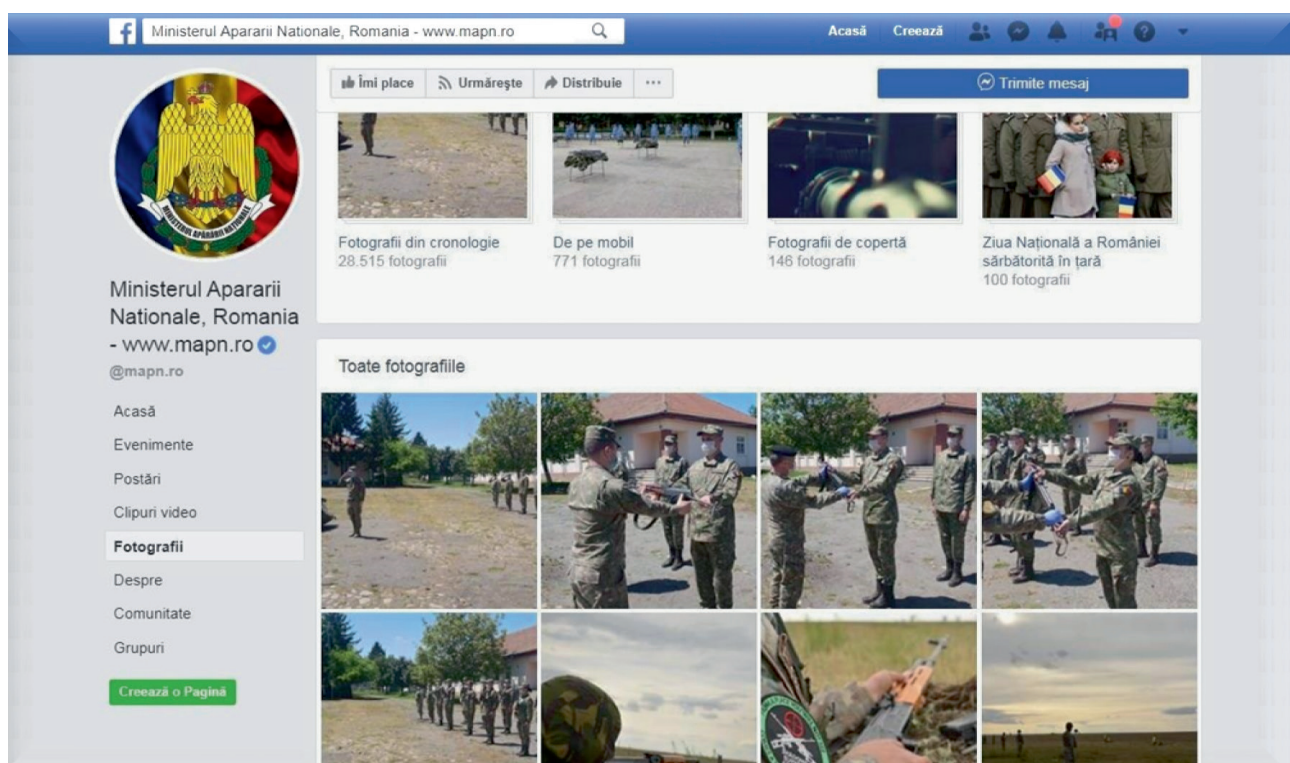 Ministerul Apararii Nationale, Romania - www.mapn.ro
Acasă
Creează
Îmi place
Urmărește
Distribuie
Trimite mesaj
MINISTERUL APĂRĂRII NAȚIONALE
Ministerul Apararii
Nationale, Romania
- www.mapn.ro
@mapn.ro
Acasă
Evenimente
Postări
Clipuri video
Fotografii
Despre
Comunitate
Grupuri
Creează o Pagină
Fotografii din cronologie
28.515 fotografii
De pe mobil
771 fotografii
Fotografii de copertă
146 fotografii
Ziua Națională a României
sărbătorită în țară
100 fotografii
Toate fotografiile